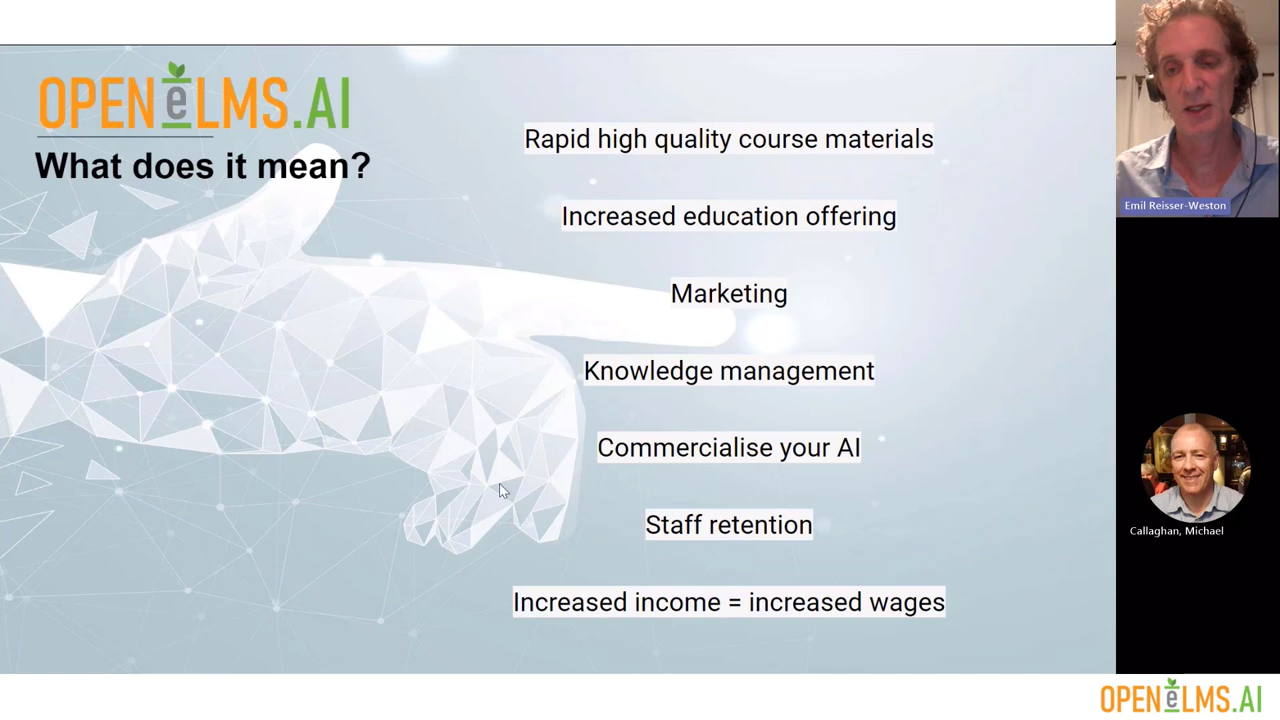 OPENeLMS.AI
What does it mean?
Rapid high quality course materials
Increased education offering
Marketing
Knowledge management
Commercialise your AI
Staff retention
Increased income = increased wages
Emil Reisser-Weston
Callaghan, Michael
OPENeLMS.AI